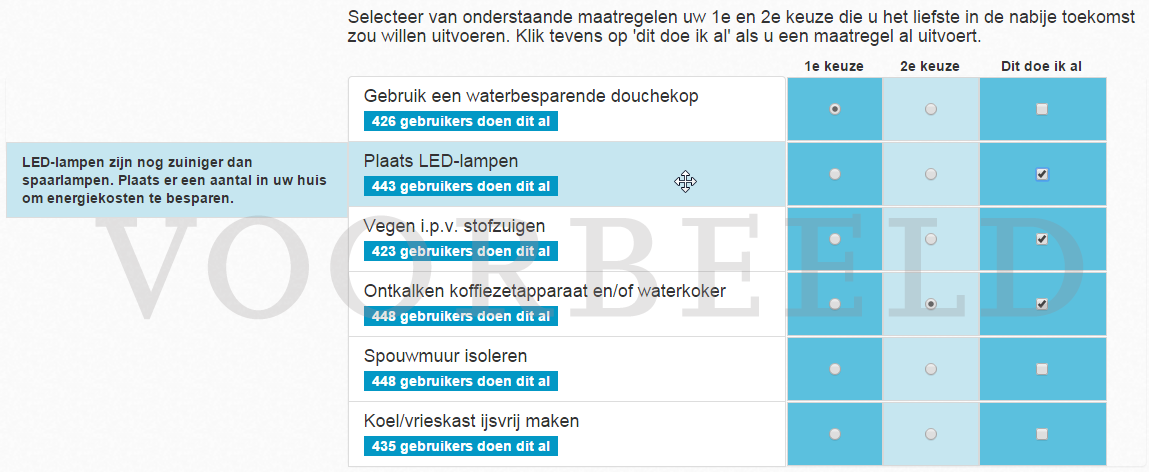 Selecteer van onderstaande maatregelen uw 1e en 2e keuze die u het liefste in de nabije toekomst
zou willen uitvoeren. Klik tevens op 'dit doe ik al' als u een maatregel al uitvoert.
1e keuze 2e keuze Dit doe ik al
Gebruik een waterbesparende douchekop
426 gebruikers doen dit al
LED-lampen zijn nog zuiniger dan
spaarlampen. Plaats er een aantal in uw huis
om energiekosten te besparen.
Plaats LED-lampen
443 gebruikers doen dit al
Vegen i.p.v. stofzuigen
423 gebruikers doen dit al
VOORBEELD
Ontkalken koffiezetapparaat en/of waterkoker
448 gebruikers doen dit al
Spouwmuur isoleren
448 gebruikers doen dit al
Koel/vrieskast ijsvrij maken
435 gebruikers doen dit al